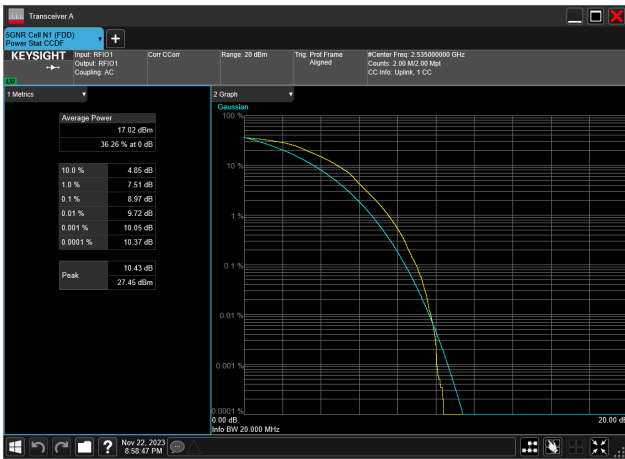 Transceiver A
5GNR Cell N1 (FDD)
Power Stat CCDF
KEYSIGHT
Input: RFIO1
Output: RFIO1
Coupling: AC
Corr CCorr
Range: 20 dBm
Trig: Prot Frame
Aligned
#Center Freq: 2.535000000 GHz
Counts: 2.00 M/2.00 Mpt
CC Info: Uplink, 1 CC
1 Metrics
Average Power
17.02 dBm
36.26 % at 0 dB
10.0 % 4.85 dB
1.0 % 7.51 dB
0.1 % 8.97 dB
0.01 % 9.72 dB
0.001 % 10.05 dB
0.0001 % 10.37 dB
Peak
10.43 dB
27.45 dBm
2 Graph
Gaussian
100 %
10 %
1 %
0.1 %
0.01 %
0.001 %
0.0001 %
0.00 dB
20.00 dB
Info BW 20.000 MHz
Nov 22, 2023
8:58:47 PM